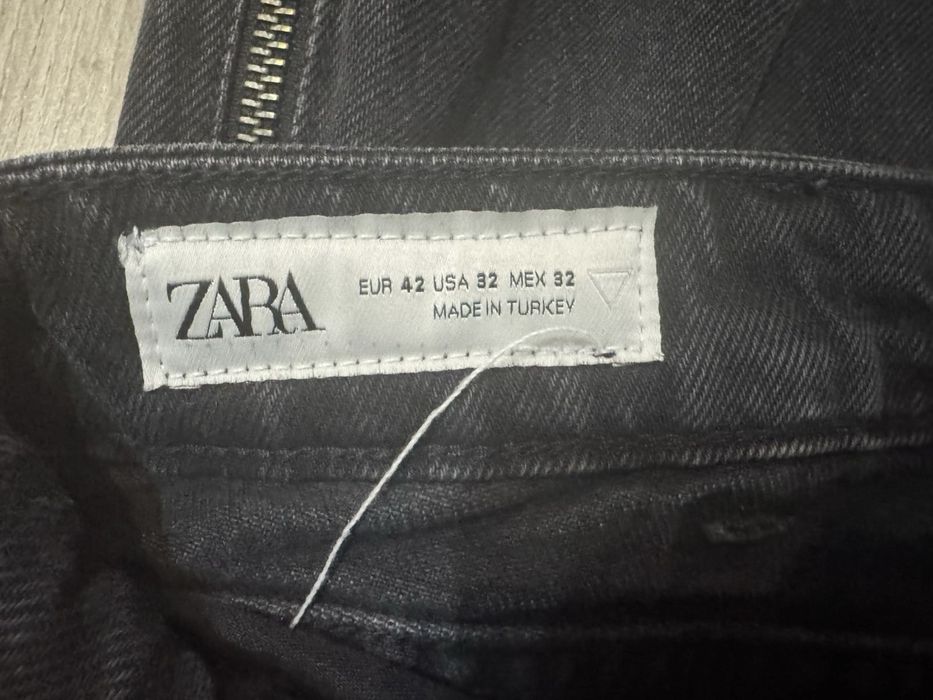 ZARA
EUR 42 USA 32 MEX 32
MADE IN TURKEY